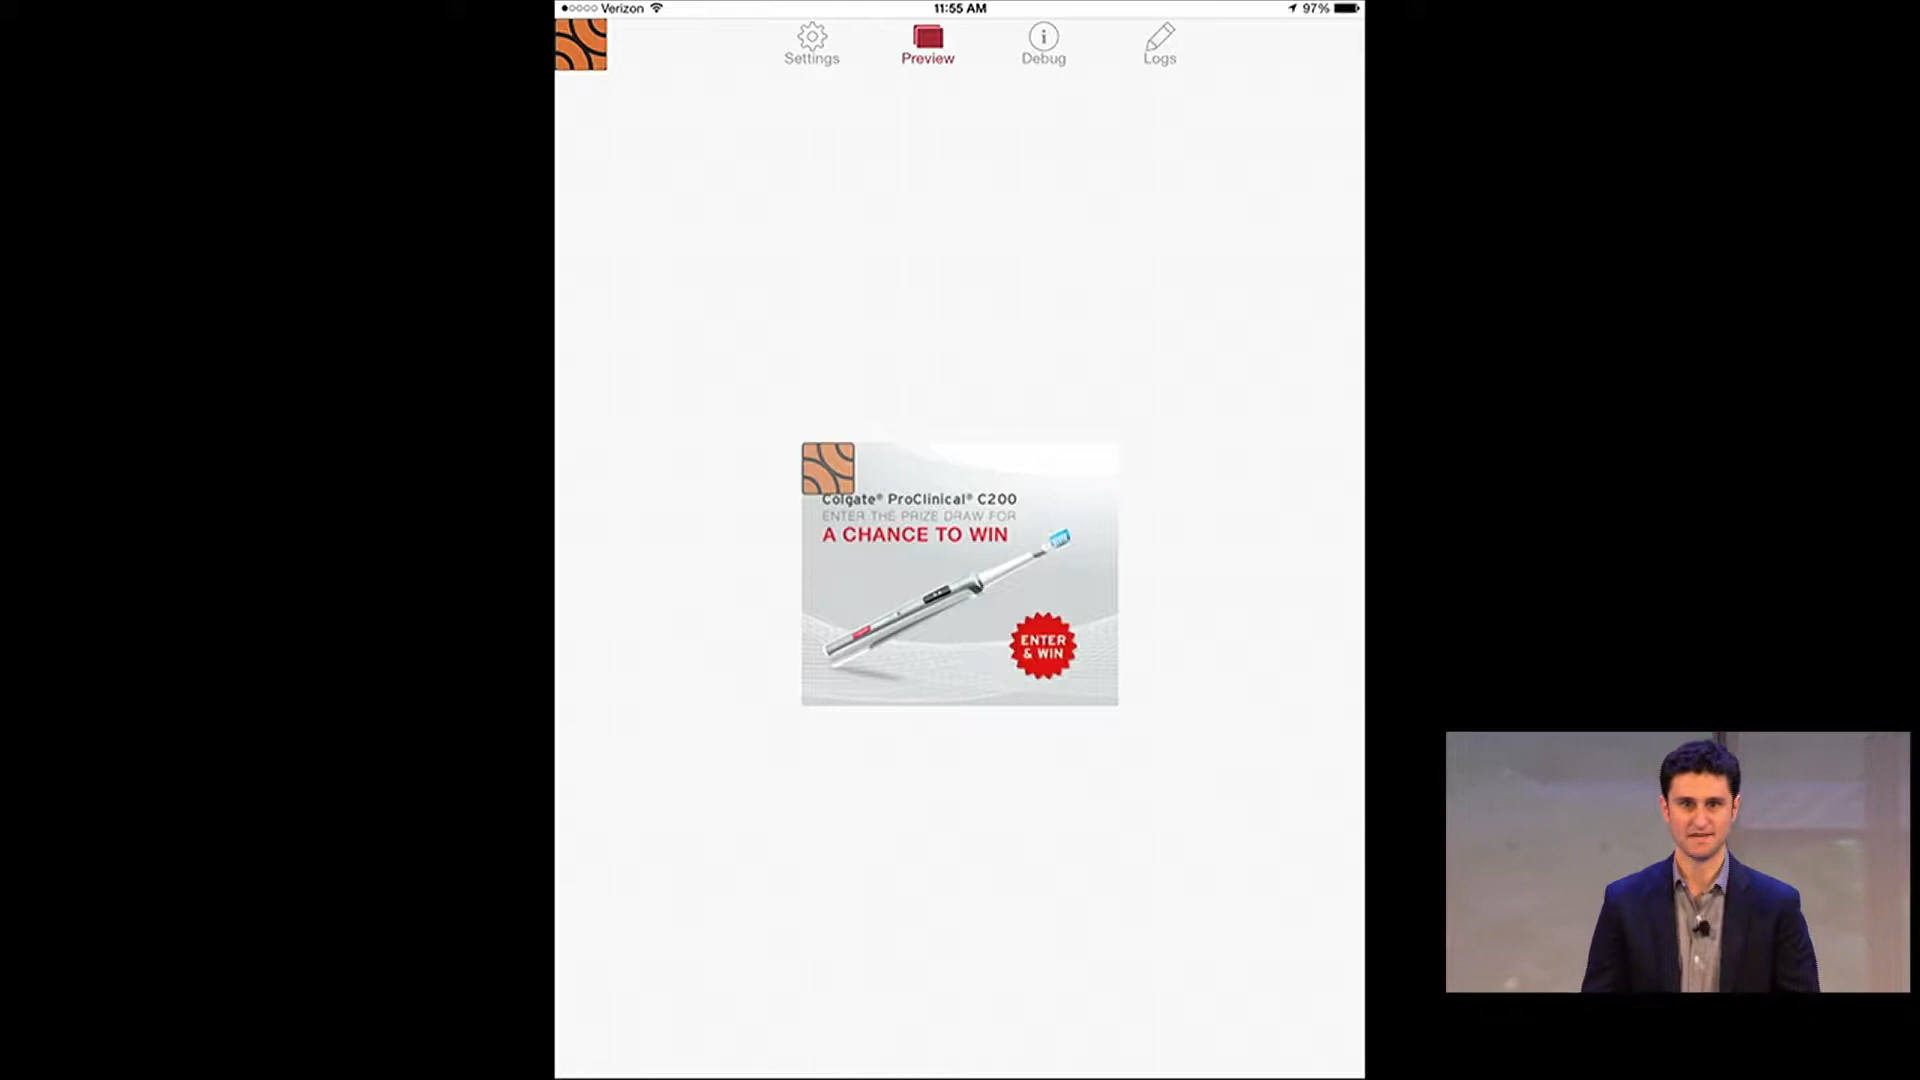 Verizon
11:55 AM
97%
Settings
Preview
Debug
Logs
Colgate® ProClinical® C200
ENTER THE PRIZE DRAW FOR
A CHANCE TO WIN
ENTER
& WIN